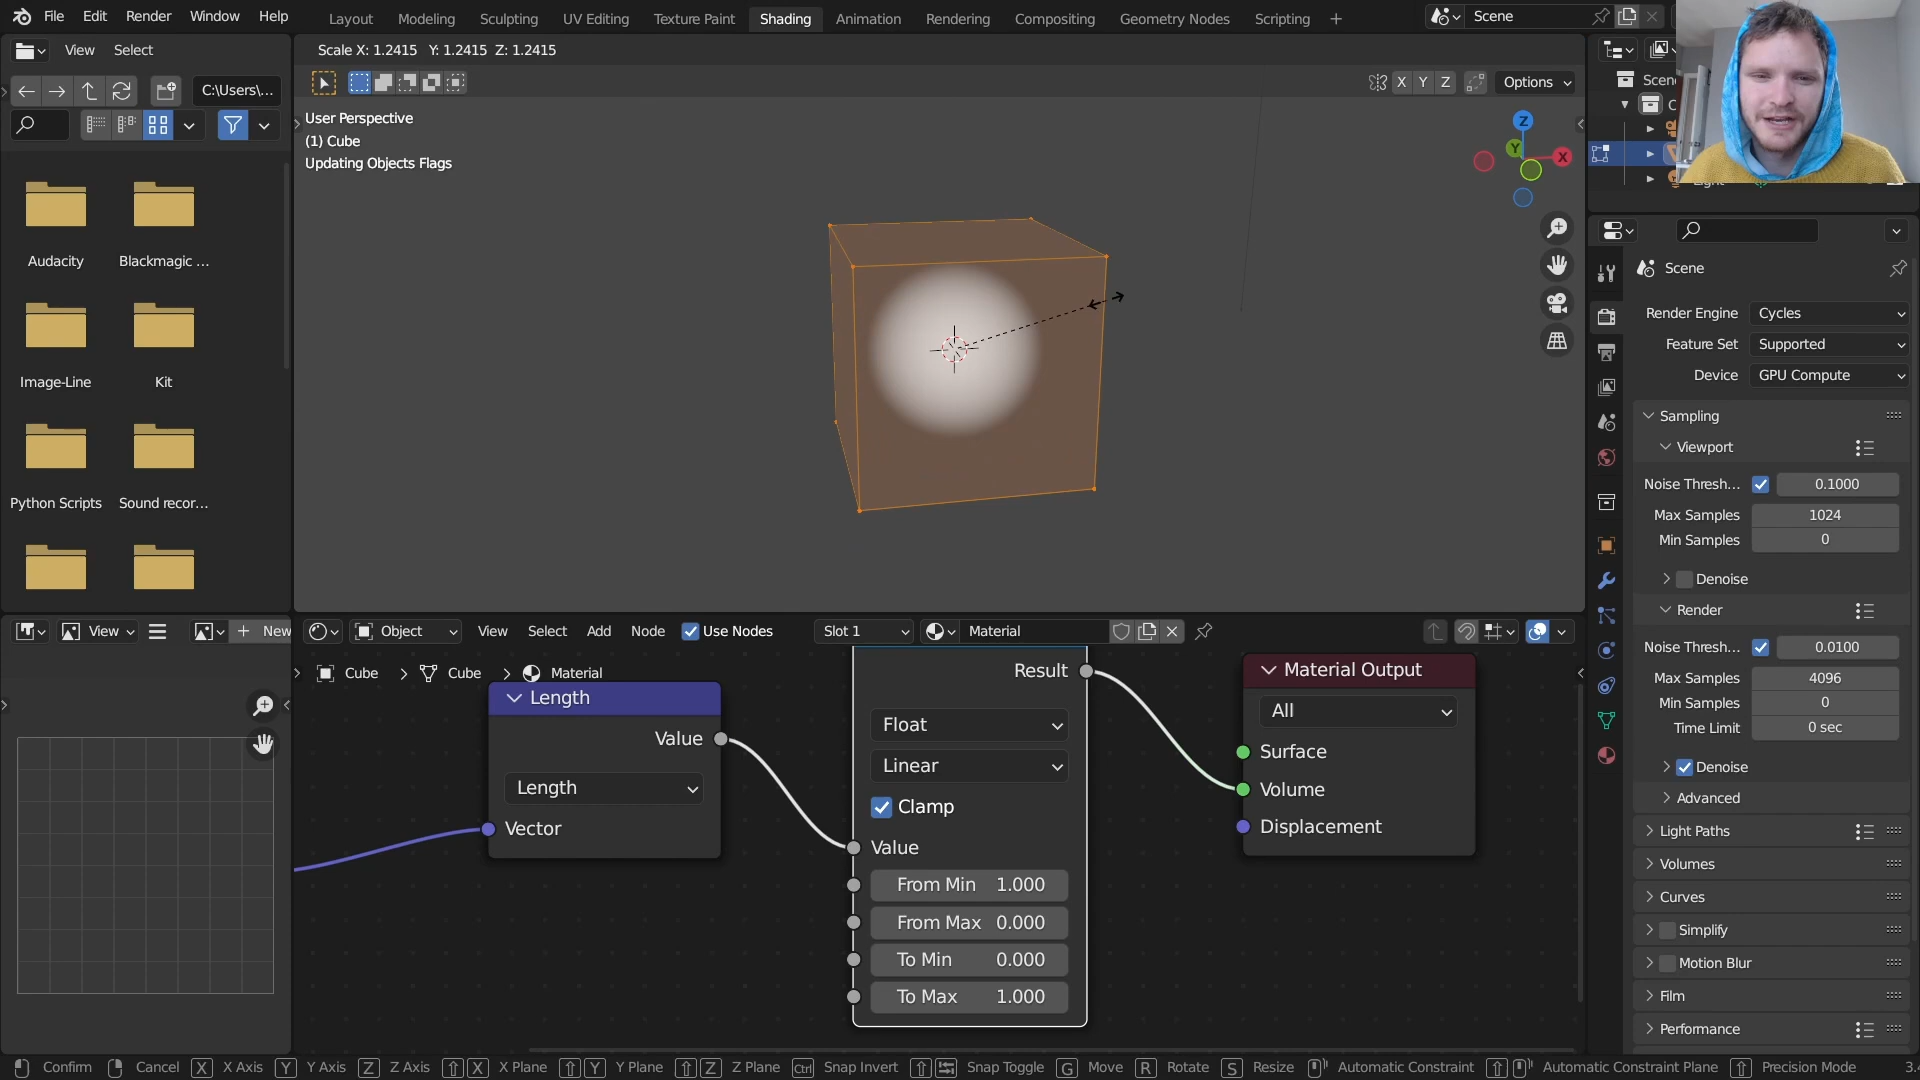 File Edit Render Window Help Layout Modeling Sculpting UV Editing Texture Paint Shading Animation Rendering Compositing Geometry Nodes Scripting Scene
View Select
Scale X: 1.2415 Y: 1.2415 Z: 1.2415
C:\Users\...
X Y Z Options
User Perspective
(1) Cube
Updating Objects Flags
Z
Y
X
Audacity Blackmagic ...
Image-Line Kit
Python Scripts Sound recor...
Scene
Render Engine Cycles
Feature Set Supported
Device GPU Compute
Sampling
Viewport
Noise Thresh... 0.1000
Max Samples 1024
Min Samples 0
Denoise
Render
Noise Thresh... 0.0100
Max Samples 4096
Min Samples 0
Time Limit 0 sec
Denoise
Advanced
Light Paths
Volumes
Curves
Simplify
Motion Blur
Film
Performance
View New
Object View Select Add Node Use Nodes Slot 1 Material
Cube Cube Material
Length
Value
Length
Vector
Result
Float
Linear
Clamp
Value
From Min 1.000
From Max 0.000
To Min 0.000
To Max 1.000
Material Output
All
Surface
Volume
Displacement
Confirm Cancel X X Axis Y Y Axis Z Z Axis X X Plane Y Y Plane Z Z Plane Ctrl Snap Invert Snap Toggle G Move R Rotate S Resize Automatic Constraint Automatic Constraint Plane Precision Mode